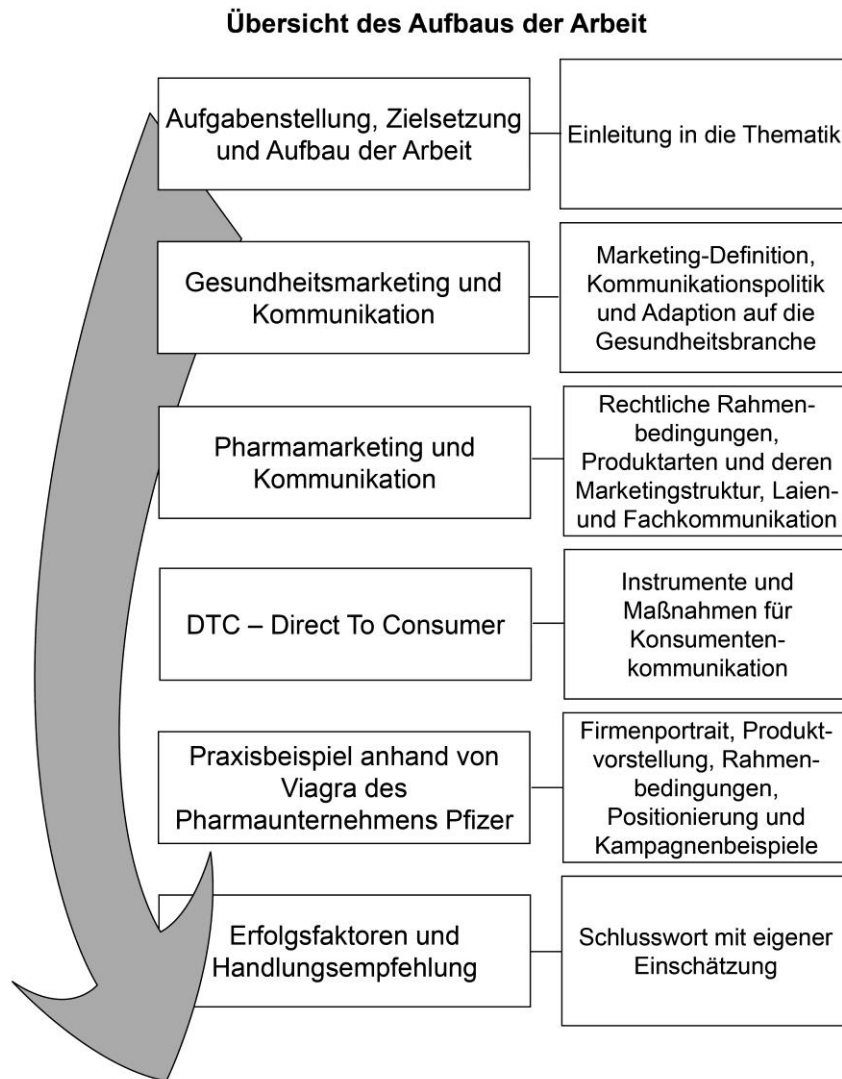 Übersicht des Aufbaus der Arbeit
Aufgabenstellung, Zielsetzung
und Aufbau der Arbeit
Einleitung in die Thematik
Gesundheitsmarketing und
Kommunikation
Marketing-Definition,
Kommunikationspolitik
und Adaption auf die
Gesundheitsbranche
Pharmamarketing und
Kommunikation
Rechtliche Rahmen-
bedingungen,
Produktarten und deren
Marketingstruktur, Laien-
und Fachkommunikation
DTC – Direct To Consumer
Instrumente und
Maßnahmen für
Konsumenten-
kommunikation
Praxisbeispiel anhand von
Viagra des
Pharmaunternehmens Pfizer
Firmenportrait, Produkt-
vorstellung, Rahmen-
bedingungen,
Positionierung und
Kampagnenbeispiele
Erfolgsfaktoren und
Handlungsempfehlung
Schlusswort mit eigener
Einschätzung